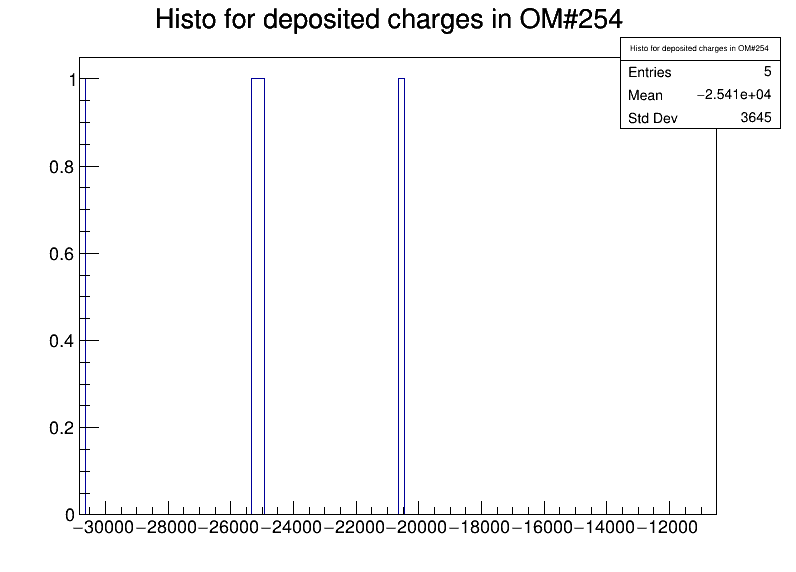 Histo for deposited charges in OM#254
Histo for deposited charges in OM#254
Entries 5
Mean −2.541e+04
Std Dev 3645
1
0.8
0.6
0.4
0.2
0
−30000 −28000 −26000 −24000 −22000 −20000 −18000 −16000 −14000 −12000